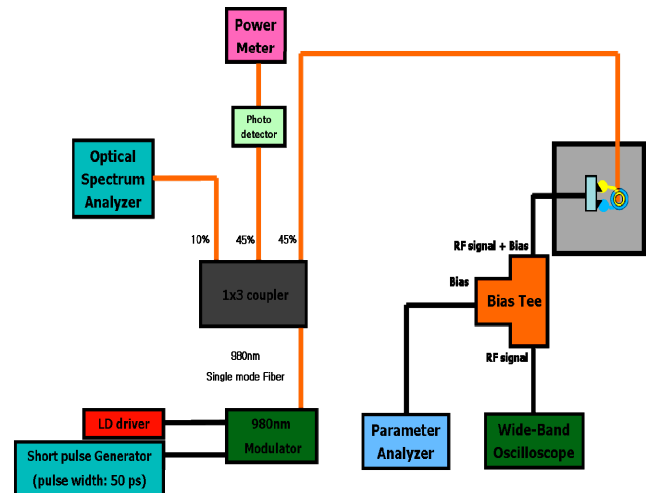 Power
Meter
Photo
detector
Optical
Spectrum
Analyzer
10%
45%
45%
1x3 coupler
RF signal + Bias
Bias
Bias Tee
RF signal
980nm
Single mode Fiber
LD driver
980nm
Modulator
Short pulse Generator
(pulse width: 50 ps)
Parameter
Analyzer
Wide-Band
Oscilloscope